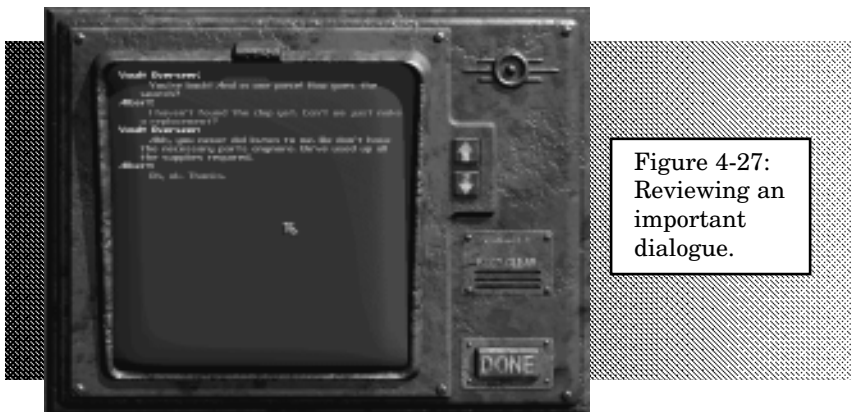 Vault Overseer:
You're back! And in one piece! How goes the
search?
Albert:
I haven't found the chip yet. Can't we just make
a replacement?
Vault Overseer:
Ahh, you never did listen to me. We don't have
the necessary parts anymore. We've used up all
the supplies required.
Albert:
Oh, ok. Thanks.
DONE
Figure 4-27:
Reviewing an
important
dialogue.